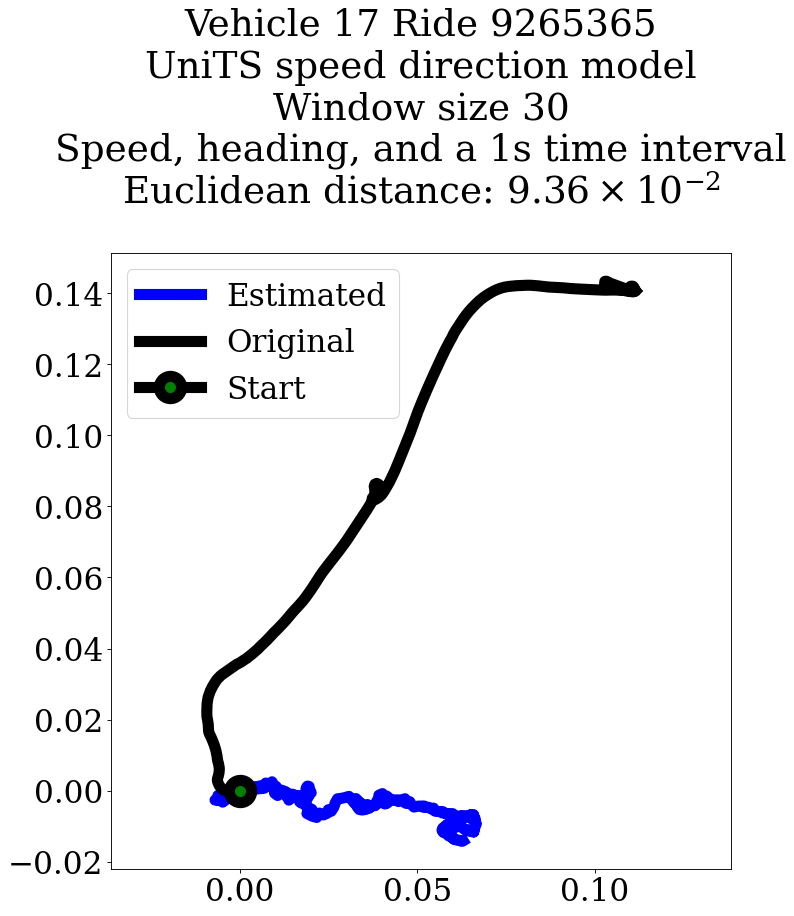 Vehicle 17 Ride 9265365
UniTS speed direction model
Window size 30
Speed, heading, and a 1s time interval
Euclidean distance: 9.36 × 10⁻²
Estimated
Original
Start
0.14
0.12
0.10
0.08
0.06
0.04
0.02
0.00
−0.02
0.00 0.05 0.10